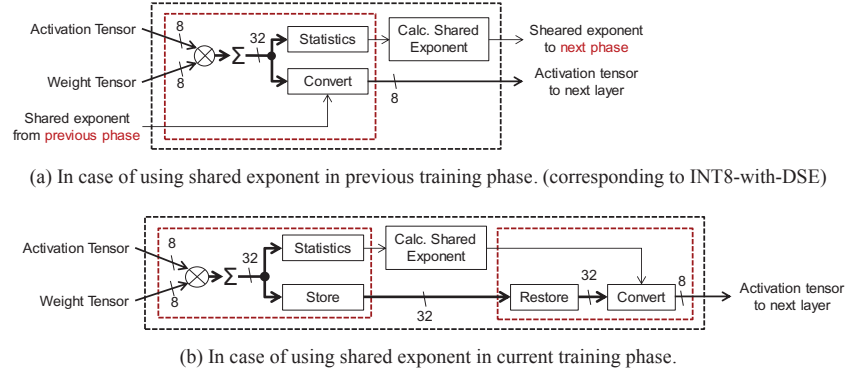 Activation Tensor
8
32
Statistics
Calc. Shared
Exponent
Sheared exponent
to next phase
Σ
Weight Tensor
8
Convert
8
Activation tensor
to next layer
Shared exponent
from previous phase
(a) In case of using shared exponent in previous training phase. (corresponding to INT8-with-DSE)
Activation Tensor
8
32
Statistics
Calc. Shared
Exponent
Σ
Weight Tensor
8
Store
32
Restore
32
Convert
8
Activation tensor
to next layer
(b) In case of using shared exponent in current training phase.